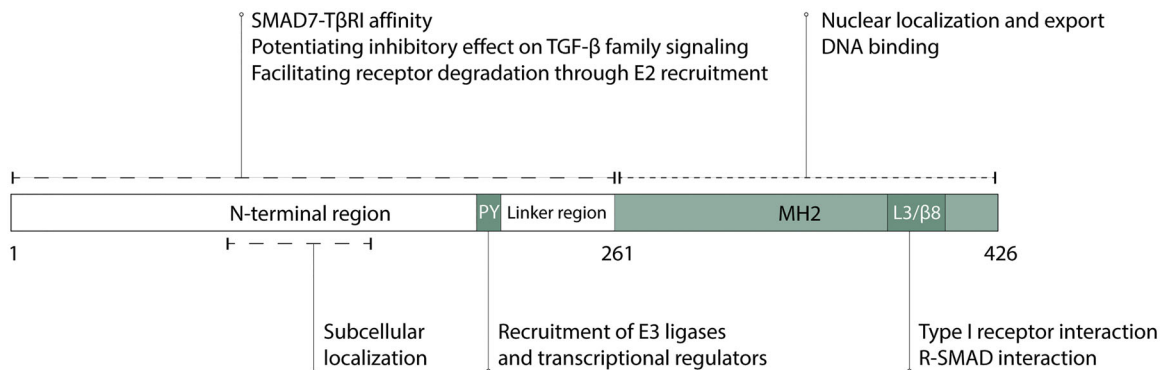 SMAD7-TβRI affinity
Potentiating inhibitory effect on TGF-β family signaling
Facilitating receptor degradation through E2 recruitment
Nuclear localization and export
DNA binding
N-terminal region
PY
Linker region
MH2
L3/β8
1
261
426
Subcellular
localization
Recruitment of E3 ligases
and transcriptional regulators
Type I receptor interaction
R-SMAD interaction